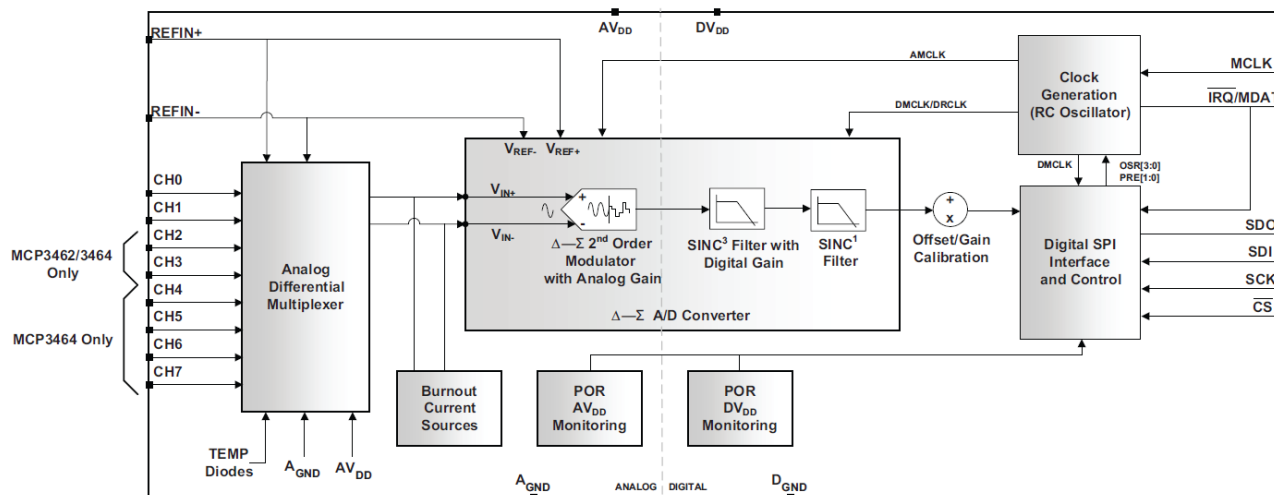 AVDD
DVDD
REFIN+
AMCLK
Clock
Generation
(RC Oscillator)
MCLK
IRQ/MDAT
DMCLK/DRCLK
REFIN-
VREF- VREF+
DMCLK
OSR[3:0]
PRE[1:0]
CH0
CH1
CH2
CH3
CH4
CH5
CH6
CH7
MCP3462/3464
Only
MCP3464 Only
Analog
Differential
Multiplexer
VIN+
VIN-
+
-
Δ—Σ 2nd Order
Modulator
with Analog Gain
SINC3 Filter with
Digital Gain
SINC1
Filter
+
x
Offset/Gain
Calibration
Digital SPI
Interface
and Control
SDO
SDI
SCK
CS
Δ—Σ A/D Converter
Burnout
Current
Sources
POR
AVDD
Monitoring
POR
DVDD
Monitoring
TEMP
Diodes
AGND
AVDD
AGND
ANALOG
DIGITAL
DGND